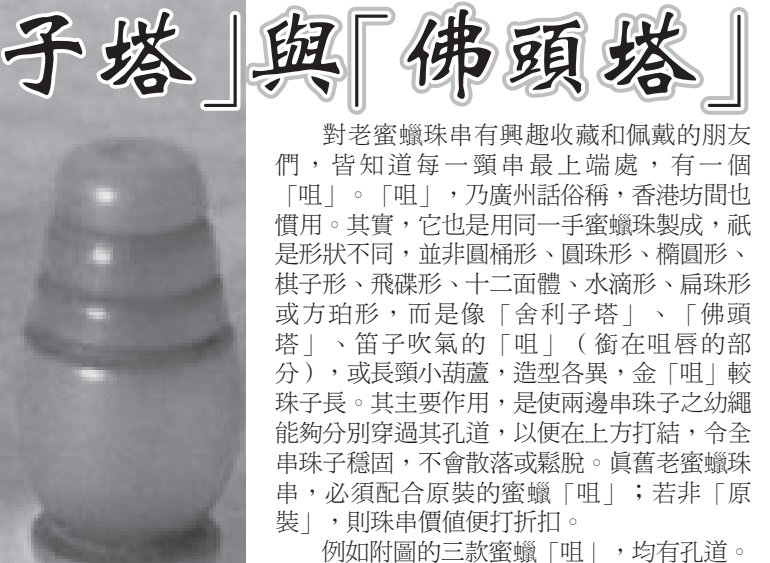 子塔」與「佛頭塔」
對老蜜蠟珠串有興趣收藏和佩戴的朋友
們，皆知道每一頸串最上端處，有一個
「咀」。「咀」，乃廣州話俗稱，香港坊間也
慣用。其實，它也是用同一手蜜蠟珠製成，祇
是形狀不同，並非圓桶形、圓珠形、橢圓形、
棋子形、飛碟形、十二面體、水滴形、扁珠形
或方珀形，而是像「舍利子塔」、「佛頭
塔」、笛子吹氣的「咀」（銜在咀唇的部
分），或長頸小葫蘆，造型各異，金「咀」較
珠子長。其主要作用，是使兩邊串珠子之幼繩
能夠分別穿過其孔道，以便在上方打結，令全
串珠子穩固，不會散落或鬆脫。眞舊老蜜蠟珠
串，必須配合原裝的蜜蠟「咀」；若非「原
裝」，則珠串價値便打折扣。
例如附圖的三款蜜蠟「咀」，均有孔道。